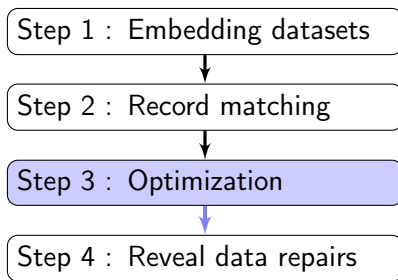 Step 1 : Embedding datasets
Step 2 : Record matching
Step 3 : Optimization
Step 4 : Reveal data repairs